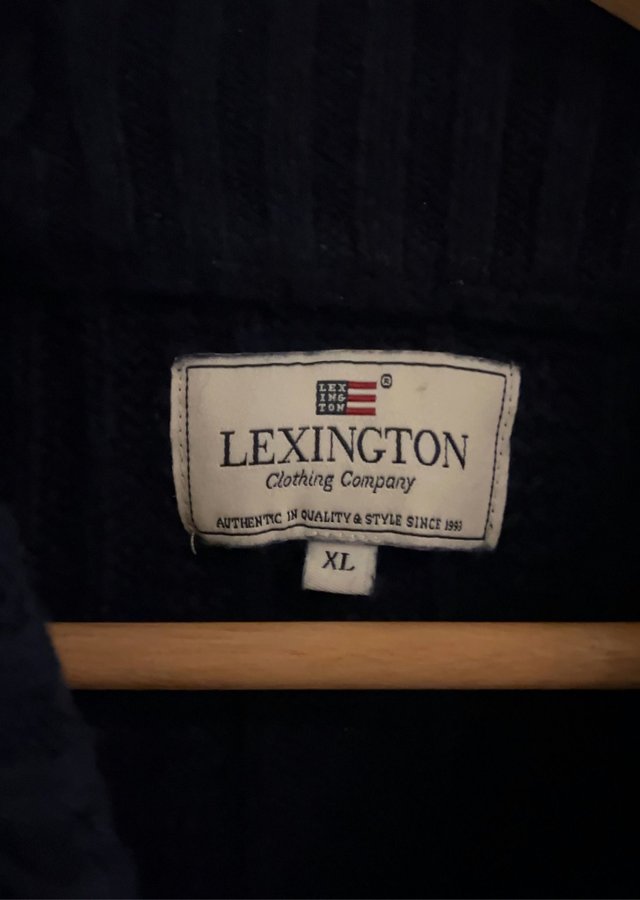 LEX
ING
TON
®
LEXINGTON
Clothing Company
AUTHENTIC IN QUALITY & STYLE SINCE 1993
XL